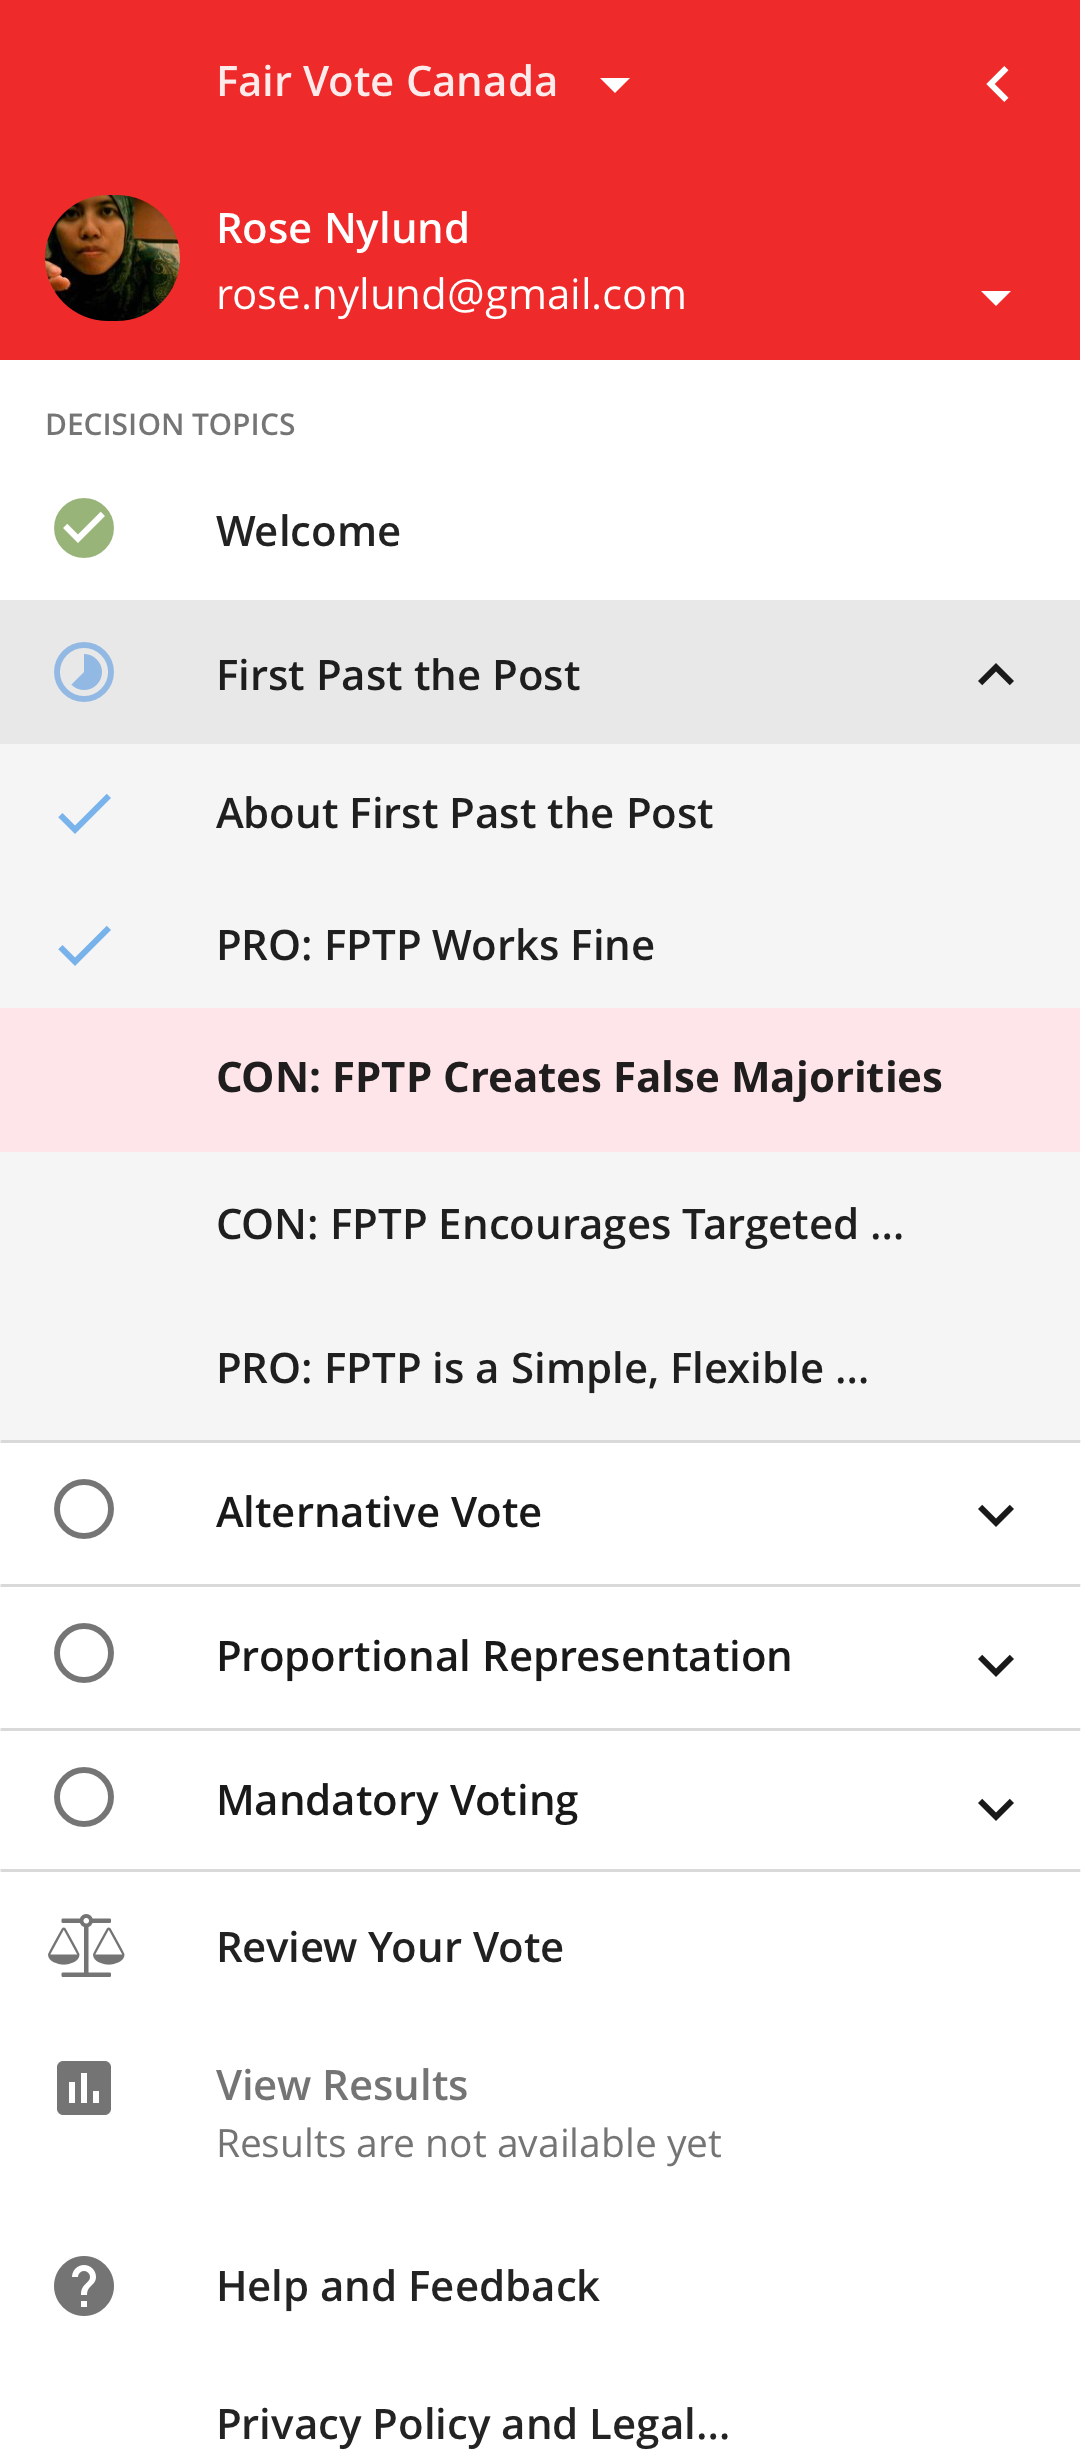 Fair Vote Canada
Rose Nylund
rose.nylund@gmail.com
DECISION TOPICS
Welcome
First Past the Post
About First Past the Post
PRO: FPTP Works Fine
CON: FPTP Creates False Majorities
CON: FPTP Encourages Targeted ...
PRO: FPTP is a Simple, Flexible ...
Alternative Vote
Proportional Representation
Mandatory Voting
Review Your Vote
View Results
Results are not available yet
Help and Feedback
Privacy Policy and Legal...